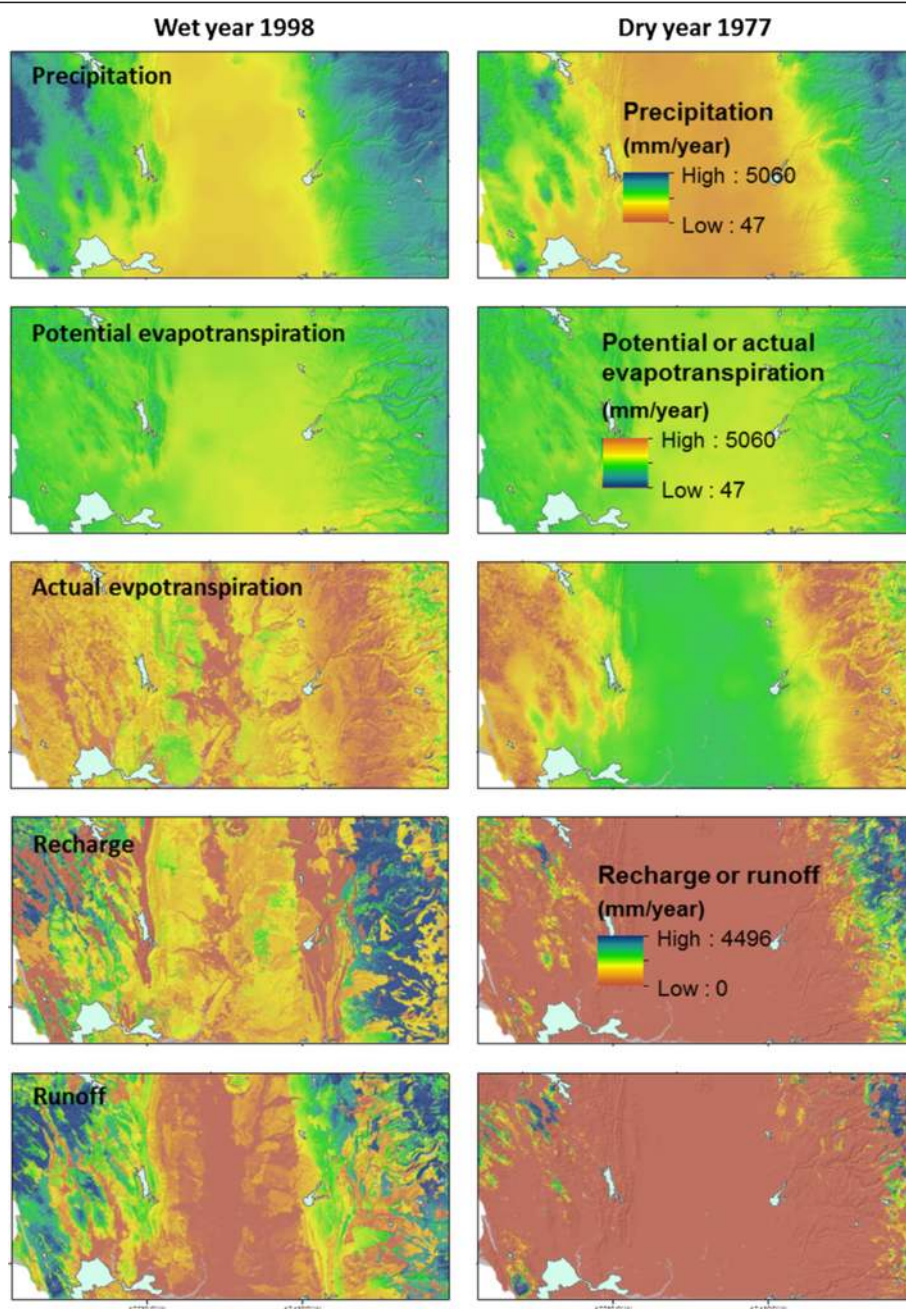 Wet year 1998
Dry year 1977
Precipitation
Precipitation
(mm/year)
High : 5060
Low : 47
Potential evapotranspiration
Potential or actual
evapotranspiration
(mm/year)
High : 5060
Low : 47
Actual evpotranspiration
Recharge
Recharge or runoff
(mm/year)
High : 4496
Low : 0
Runoff